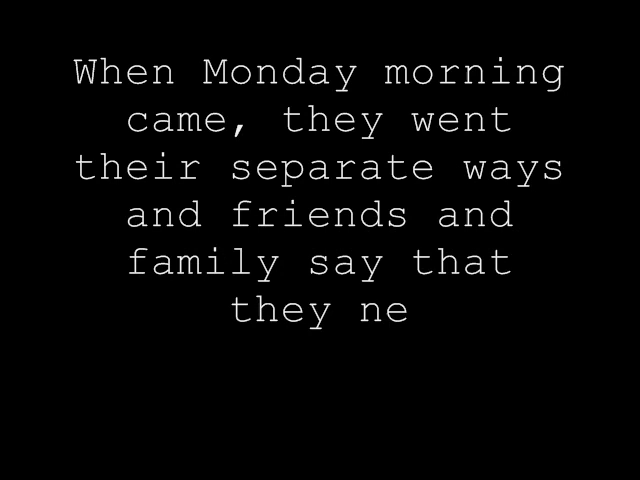 When Monday morning
came, they went
their separate ways
and friends and
family say that
they ne